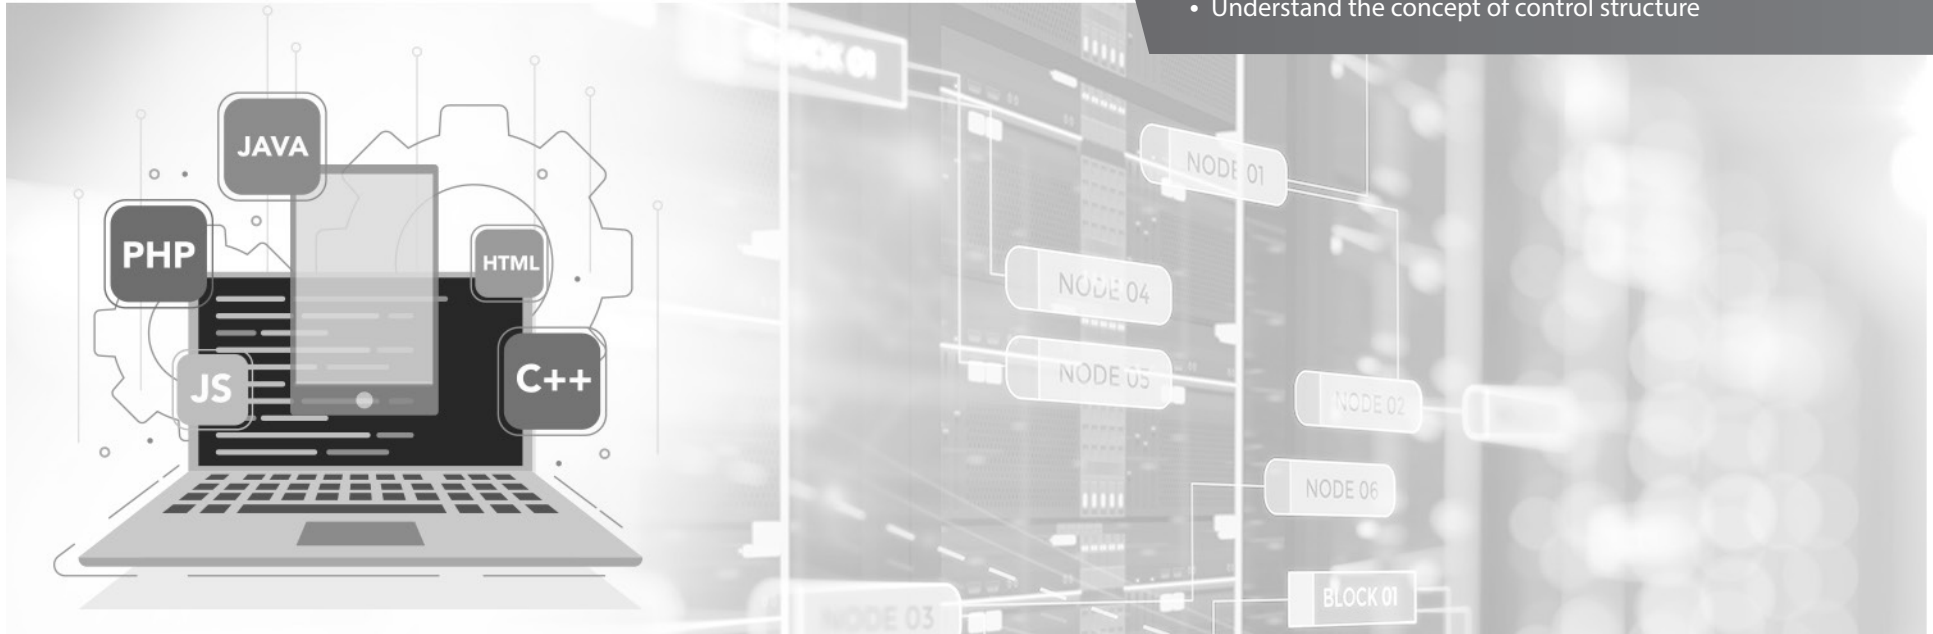 • Understand the concept of control structure
BLOCK 01
JAVA
NODE 01
PHP
HTML
NODE 04
NODE 05
JS
C++
NODE 02
NODE 06
BLOCK 01
NODE 03